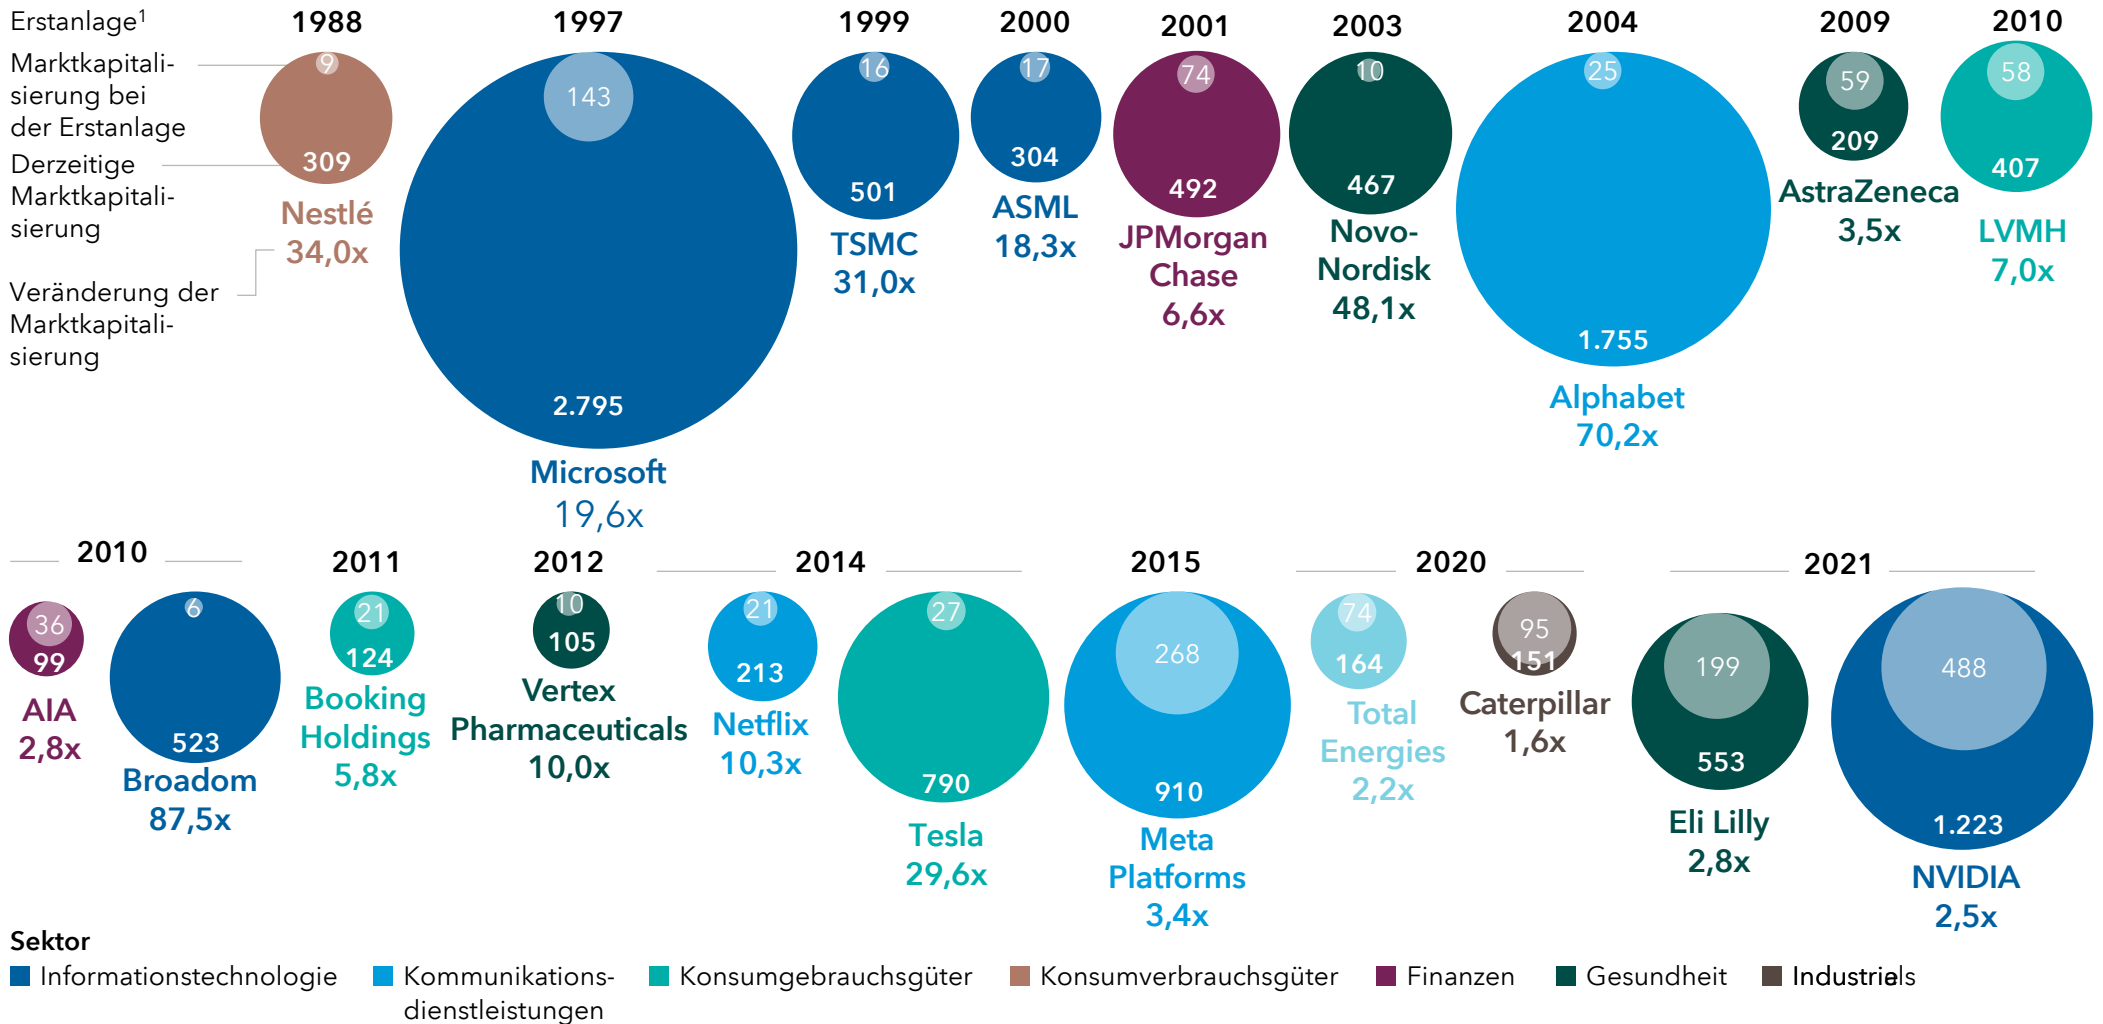 Erstanlage¹
Marktkapitali-
sierung bei
der Erstanlage
Derzeitige
Marktkapitali-
sierung
Veränderung der
Marktkapitali-
sierung
1988
9
309
Nestlé
34,0x
1997
143
2.795
Microsoft
19,6x
1999
16
501
TSMC
31,0x
2000
17
304
ASML
18,3x
2001
74
492
JPMorgan
Chase
6,6x
2003
10
467
Novo-
Nordisk
48,1x
2004
25
1.755
Alphabet
70,2x
2009
59
209
AstraZeneca
3,5x
2010
58
407
LVMH
7,0x
2010
36
99
AIA
2,8x
6
523
Broadom
87,5x
2011
21
124
Booking
Holdings
5,8x
2012
10
105
Vertex
Pharmaceuticals
10,0x
2014
21
213
Netflix
10,3x
27
790
Tesla
29,6x
2015
268
910
Meta
Platforms
3,4x
2020
74
164
Total
Energies
2,2x
95
151
Caterpillar
1,6x
2021
199
553
Eli Lilly
2,8x
488
1.223
NVIDIA
2,5x
Sektor
Informationstechnologie
Kommunikations-
dienstleistungen
Konsumgebrauchsgüter
Konsumverbrauchsgüter
Finanzen
Gesundheit